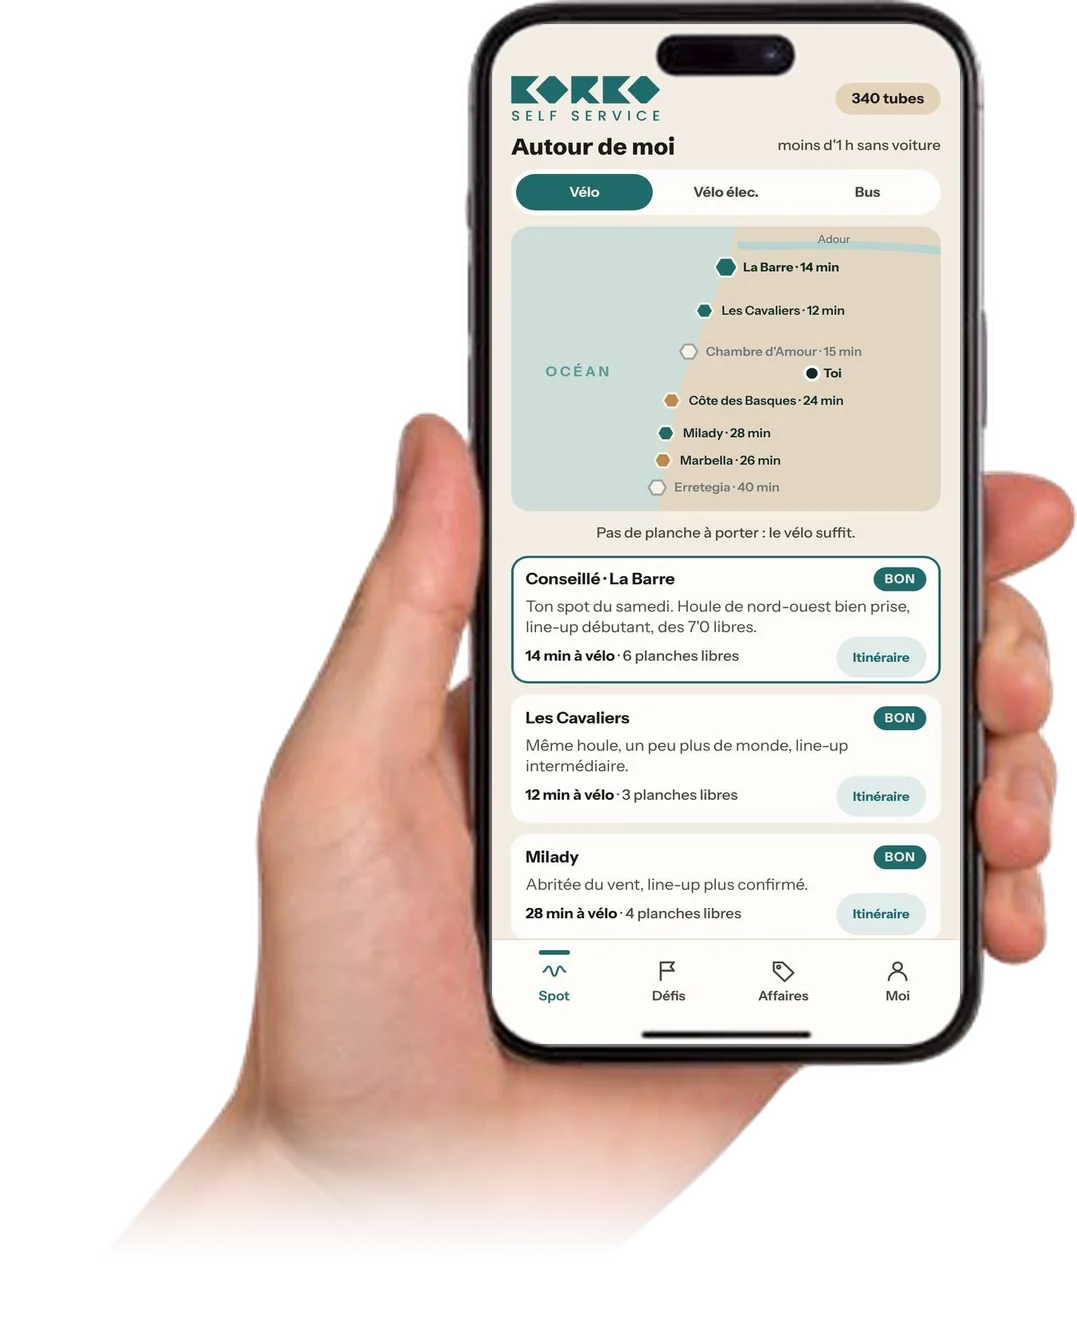 KORKO
SELF SERVICE
340 tubes
Autour de moi
moins d'1 h sans voiture
Vélo
Vélo élec.
Bus
Adour
La Barre · 14 min
Les Cavaliers · 12 min
Chambre d'Amour · 15 min
OCÉAN
Toi
Côte des Basques · 24 min
Milady · 28 min
Marbella · 26 min
Erretegia · 40 min
Pas de planche à porter : le vélo suffit.
Conseillé · La Barre
BON
Ton spot du samedi. Houle de nord-ouest bien prise,
line-up débutant, des 7'0 libres.
14 min à vélo · 6 planches libres
Itinéraire
Les Cavaliers
BON
Même houle, un peu plus de monde, line-up
intermédiaire.
12 min à vélo · 3 planches libres
Itinéraire
Milady
BON
Abritée du vent, line-up plus confirmé.
28 min à vélo · 4 planches libres
Itinéraire
Spot
Défis
Affaires
Moi